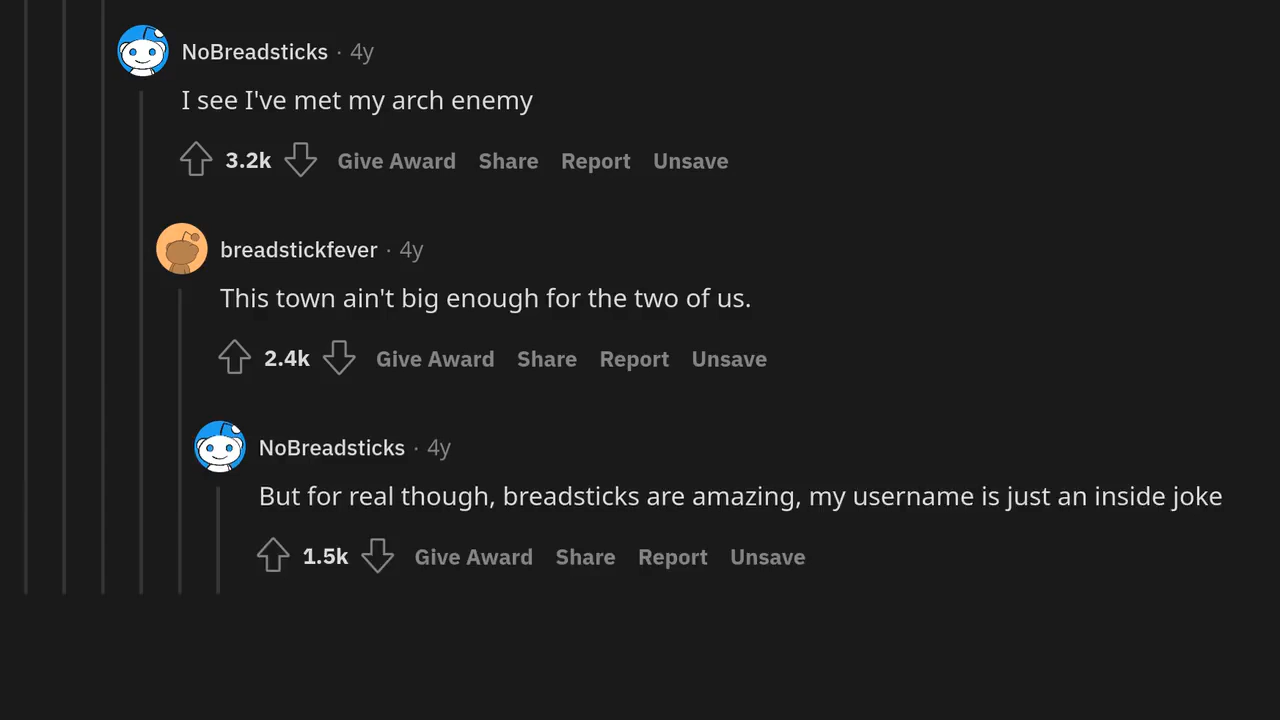 NoBreadsticks · 4y
I see I've met my arch enemy
3.2k Give Award Share Report Unsave
breadstickfever · 4y
This town ain't big enough for the two of us.
2.4k Give Award Share Report Unsave
NoBreadsticks · 4y
But for real though, breadsticks are amazing, my username is just an inside joke
1.5k Give Award Share Report Unsave